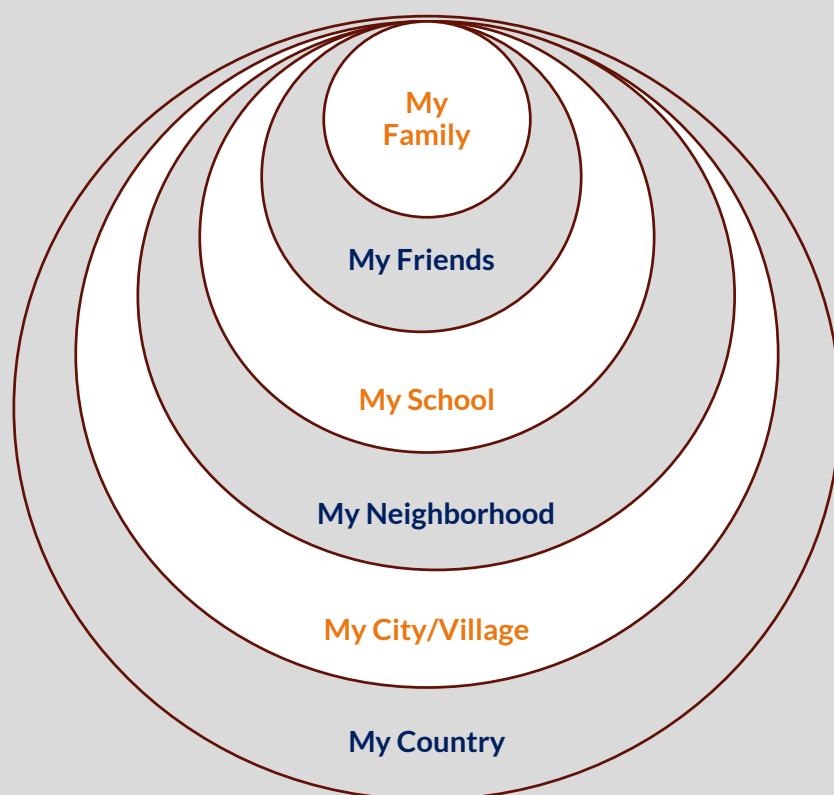 My
Family
My Friends
My School
My Neighborhood
My City/Village
My Country